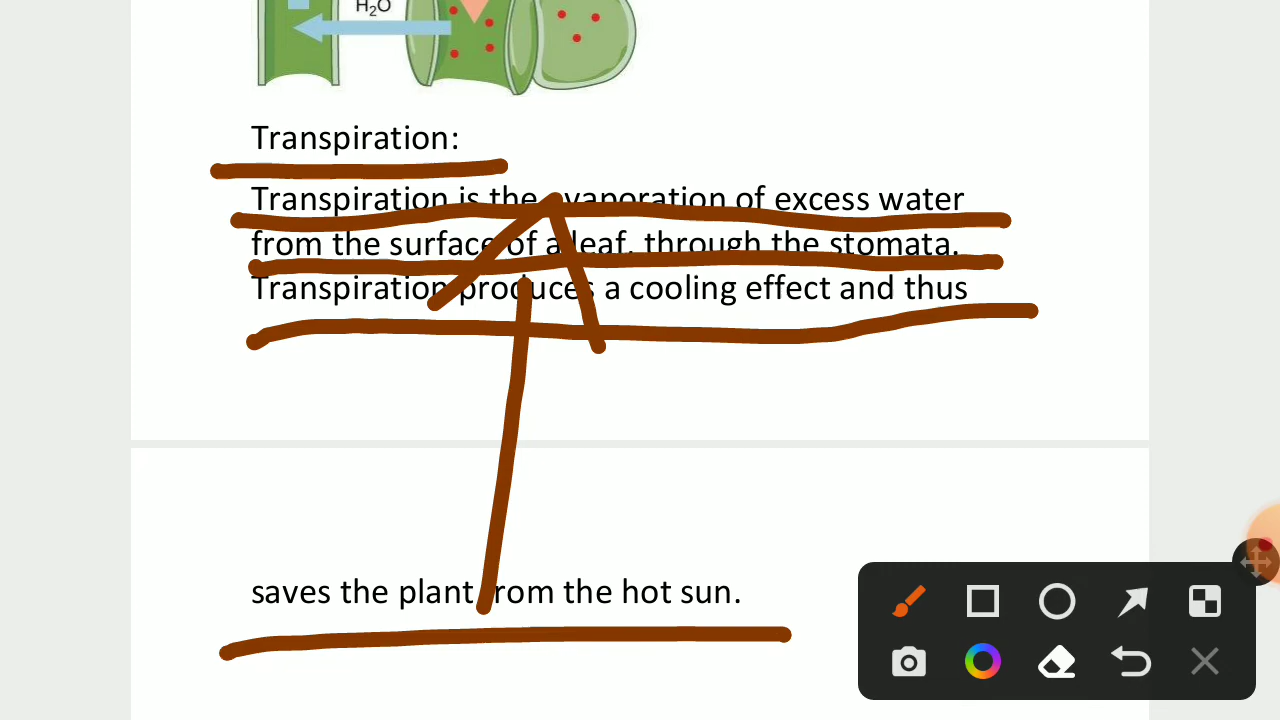 H₂O
Transpiration:
Transpiration is the evaporation of excess water
from the surface of a leaf, through the stomata.
Transpiration produces a cooling effect and thus
saves the plant from the hot sun.